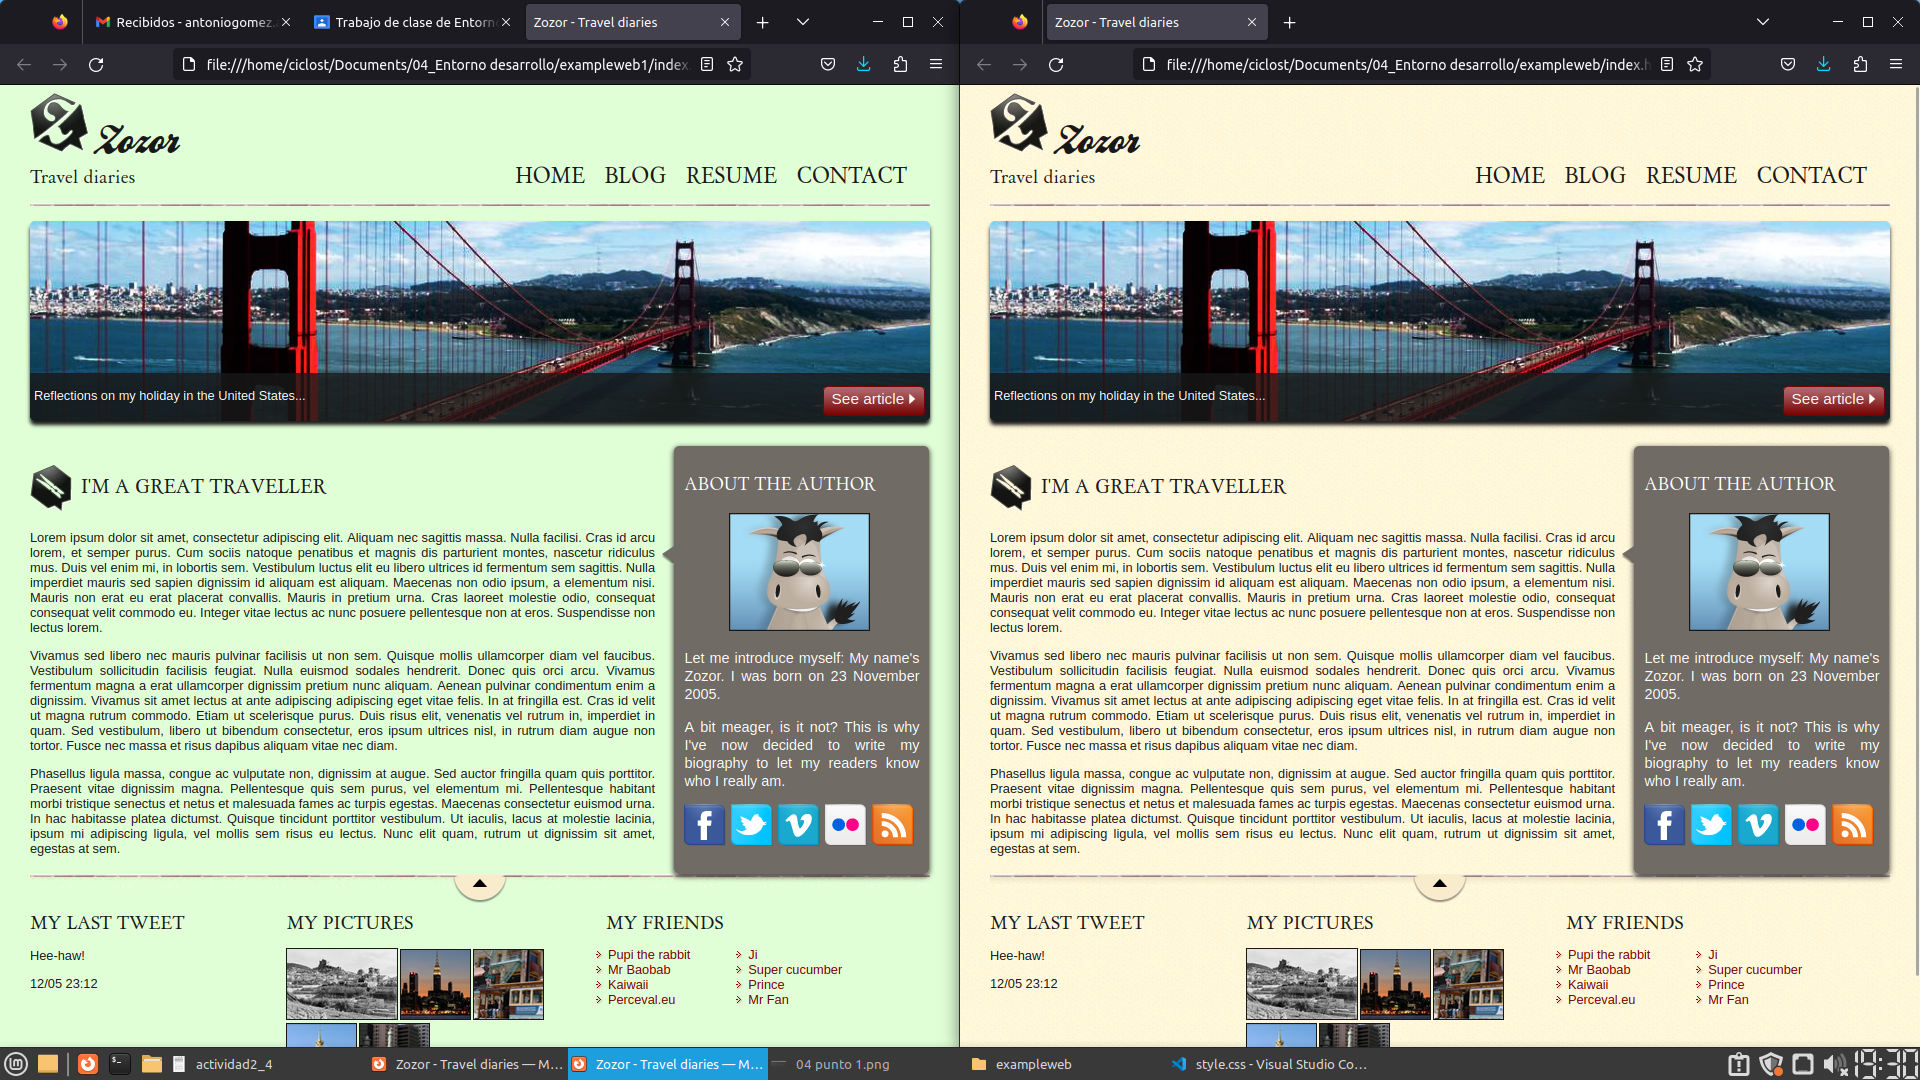 Recibidos - antoniogomez.
Trabajo de clase de Entorn
Zozor - Travel diaries
file:///home/ciclost/Documents/04_Entorno desarrollo/exampleweb1/index.
Zozor
Travel diaries
HOME BLOG RESUME CONTACT
Reflections on my holiday in the United States...
See article
I'M A GREAT TRAVELLER
Lorem ipsum dolor sit amet, consectetur adipiscing elit. Aliquam nec sagittis massa. Nulla facilisi. Cras id arcu
lorem, et semper purus. Cum sociis natoque penatibus et magnis dis parturient montes, nascetur ridiculus
mus. Duis vel enim mi, in lobortis sem. Vestibulum luctus elit eu libero ultrices id fermentum sem sagittis. Nulla
imperdiet mauris sed sapien dignissim id aliquam est aliquam. Maecenas non odio ipsum, a elementum nisi.
Mauris non erat eu erat placerat convallis. Mauris in pretium urna. Cras laoreet molestie odio, consequat
consequat velit commodo eu. Integer vitae lectus ac nunc posuere pellentesque non at eros. Suspendisse non
lectus lorem.
Vivamus sed libero nec mauris pulvinar facilisis ut non sem. Quisque mollis ullamcorper diam vel faucibus.
Vestibulum sollicitudin facilisis feugiat. Nulla euismod sodales hendrerit. Donec quis orci arcu. Vivamus
fermentum magna a erat ullamcorper dignissim pretium nunc aliquam. Aenean pulvinar condimentum enim a
dignissim. Vivamus sit amet lectus at ante adipiscing adipiscing eget vitae felis. In at fringilla est. Cras id velit
ut magna rutrum commodo. Etiam ut scelerisque purus. Duis risus elit, venenatis vel rutrum in, imperdiet in
quam. Sed vestibulum, libero ut bibendum consectetur, eros ipsum ultrices nisl, in rutrum diam augue non
tortor. Fusce nec massa et risus dapibus aliquam vitae nec diam.
Phasellus ligula massa, congue ac vulputate non, dignissim at augue. Sed auctor fringilla quam quis porttitor.
Praesent vitae dignissim magna. Pellentesque quis sem purus, vel elementum mi. Pellentesque habitant
morbi tristique senectus et netus et malesuada fames ac turpis egestas. Maecenas consectetur euismod urna.
In hac habitasse platea dictumst. Quisque tincidunt porttitor vestibulum. Ut iaculis, lacus at molestie lacinia,
ipsum mi adipiscing ligula, vel mollis sem risus eu lectus. Nunc elit quam, rutrum ut dignissim sit amet,
egestas at sem.
ABOUT THE AUTHOR
Let me introduce myself: My name's
Zozor. I was born on 23 November
2005.
A bit meager, is it not? This is why
I've now decided to write my
biography to let my readers know
who I really am.
MY LAST TWEET
Hee-haw!
12/05 23:12
MY PICTURES
MY FRIENDS
Pupi the rabbit
Mr Baobab
Kaiwaii
Perceval.eu
Ji
Super cucumber
Prince
Mr Fan
Zozor - Travel diaries
file:///home/ciclost/Documents/04_Entorno desarrollo/exampleweb/index.h
Zozor
Travel diaries
HOME BLOG RESUME CONTACT
Reflections on my holiday in the United States...
See article
I'M A GREAT TRAVELLER
Lorem ipsum dolor sit amet, consectetur adipiscing elit. Aliquam nec sagittis massa. Nulla facilisi. Cras id arcu
lorem, et semper purus. Cum sociis natoque penatibus et magnis dis parturient montes, nascetur ridiculus
mus. Duis vel enim mi, in lobortis sem. Vestibulum luctus elit eu libero ultrices id fermentum sem sagittis. Nulla
imperdiet mauris sed sapien dignissim id aliquam est aliquam. Maecenas non odio ipsum, a elementum nisi.
Mauris non erat eu erat placerat convallis. Mauris in pretium urna. Cras laoreet molestie odio, consequat
consequat velit commodo eu. Integer vitae lectus ac nunc posuere pellentesque non at eros. Suspendisse non
lectus lorem.
Vivamus sed libero nec mauris pulvinar facilisis ut non sem. Quisque mollis ullamcorper diam vel faucibus.
Vestibulum sollicitudin facilisis feugiat. Nulla euismod sodales hendrerit. Donec quis orci arcu. Vivamus
fermentum magna a erat ullamcorper dignissim pretium nunc aliquam. Aenean pulvinar condimentum enim a
dignissim. Vivamus sit amet lectus at ante adipiscing adipiscing eget vitae felis. In at fringilla est. Cras id velit
ut magna rutrum commodo. Etiam ut scelerisque purus. Duis risus elit, venenatis vel rutrum in, imperdiet in
quam. Sed vestibulum, libero ut bibendum consectetur, eros ipsum ultrices nisl, in rutrum diam augue non
tortor. Fusce nec massa et risus dapibus aliquam vitae nec diam.
Phasellus ligula massa, congue ac vulputate non, dignissim at augue. Sed auctor fringilla quam quis porttitor.
Praesent vitae dignissim magna. Pellentesque quis sem purus, vel elementum mi. Pellentesque habitant
morbi tristique senectus et netus et malesuada fames ac turpis egestas. Maecenas consectetur euismod urna.
In hac habitasse platea dictumst. Quisque tincidunt porttitor vestibulum. Ut iaculis, lacus at molestie lacinia,
ipsum mi adipiscing ligula, vel mollis sem risus eu lectus. Nunc elit quam, rutrum ut dignissim sit amet,
egestas at sem.
ABOUT THE AUTHOR
Let me introduce myself: My name's
Zozor. I was born on 23 November
2005.
A bit meager, is it not? This is why
I've now decided to write my
biography to let my readers know
who I really am.
MY LAST TWEET
Hee-haw!
12/05 23:12
MY PICTURES
MY FRIENDS
Pupi the rabbit
Mr Baobab
Kaiwaii
Perceval.eu
Ji
Super cucumber
Prince
Mr Fan
actividad2_4
Zozor - Travel diaries — M...
Zozor - Travel diaries — M...
04 punto 1.png
exampleweb
style.css - Visual Studio Co...
19:30